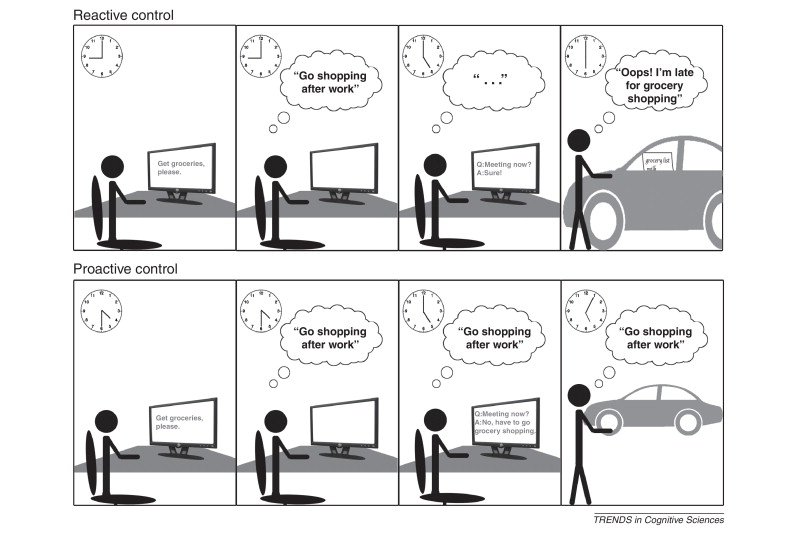 Reactive control
“Go shopping
after work”
“ ...”
“Oops! I’m late
for grocery
shopping”
Get groceries,
please.
Q:Meeting now?
A:Sure!
grocery list
milk
Proactive control
“Go shopping
after work”
“Go shopping
after work”
“Go shopping
after work”
Get groceries,
please.
Q:Meeting now?
A:No, have to go
grocery shopping.
TRENDS in Cognitive Sciences